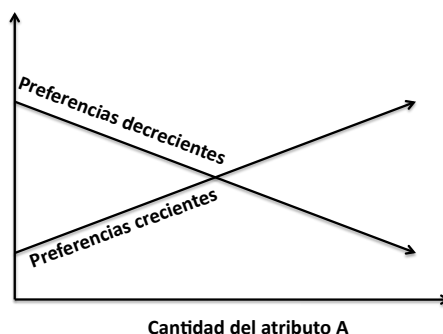 Preferencias decrecientes
Preferencias crecientes
Cantidad del atributo A